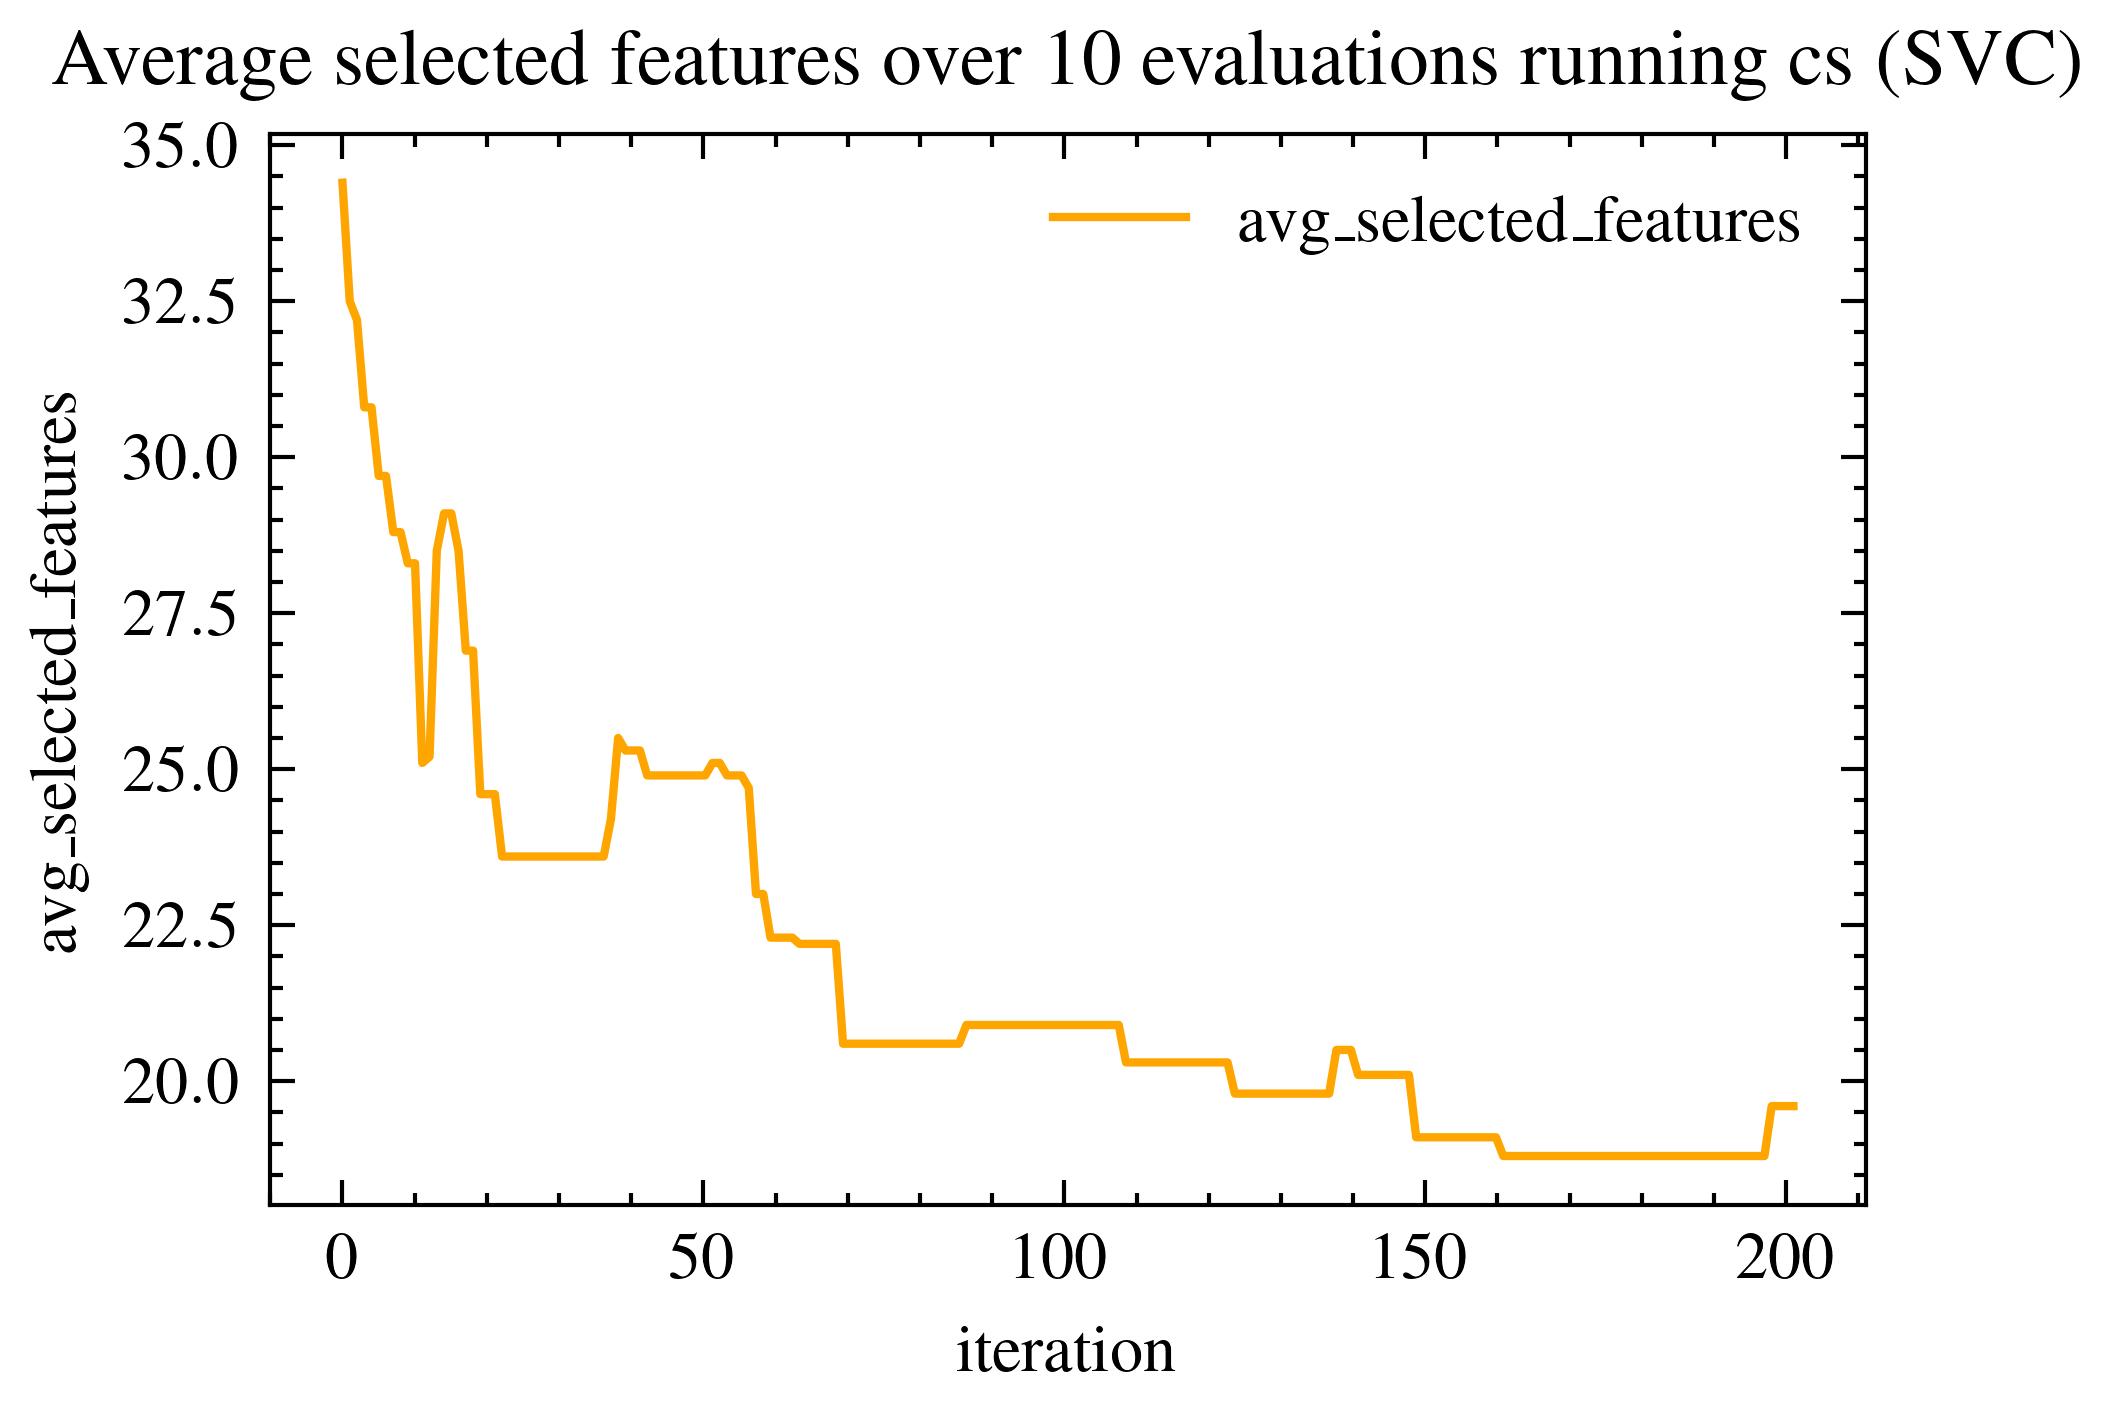 Average selected features over 10 evaluations running cs (SVC)
avg_selected_features
35.0
32.5
30.0
27.5
25.0
22.5
20.0
avg_selected_features
0 50 100 150 200
iteration